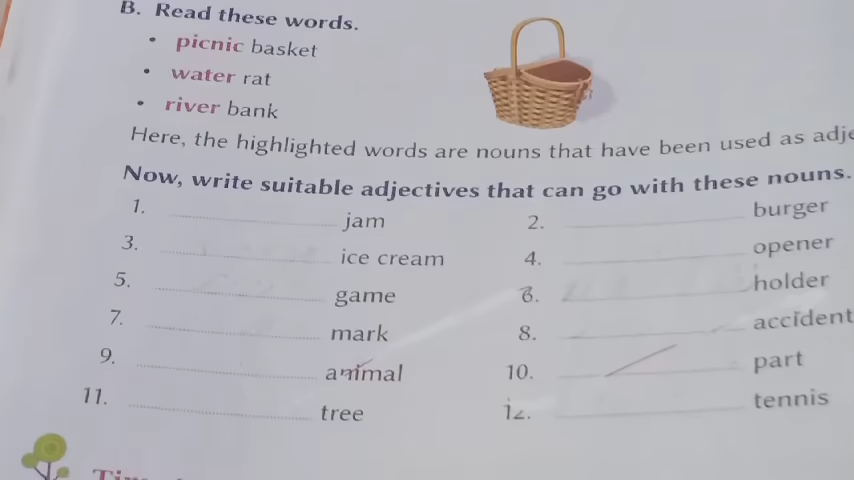 B. Read these words.
• picnic basket
• water rat
• river bank
Here, the highlighted words are nouns that have been used as adje
Now, write suitable adjectives that can go with these nouns.
1. jam 2. burger
3. ice cream 4. opener
5. game 6. holder
7. mark 8. accident
9. animal 10. part
11. tree 12. tennis